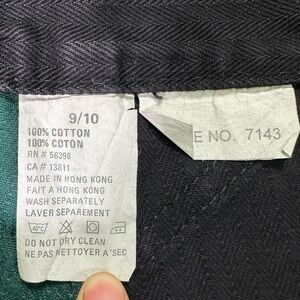 9/10
100% COTTON
100% COTON
RN # 56398
CA # 13811
MADE IN HONG KONG
FAIT A HONG KONG
WASH SEPARATELY
LAVER SEPAREMENT
40°C
DO NOT DRY CLEAN
NE PAS NETTOYER A'SEC
E NO. 7143